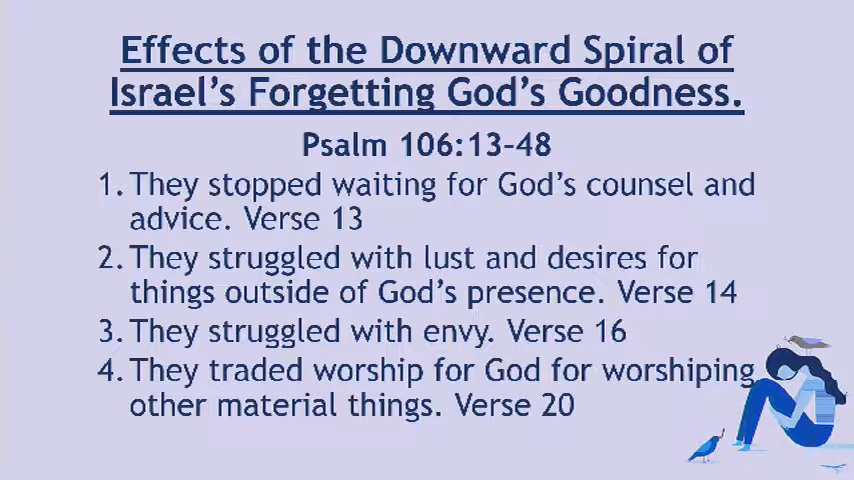 Effects of the Downward Spiral of
Israel's Forgetting God's Goodness.
Psalm 106:13-48
1. They stopped waiting for God's counsel and
advice. Verse 13
2. They struggled with lust and desires for
things outside of God's presence. Verse 14
3. They struggled with envy. Verse 16
4. They traded worship for God for worshiping
other material things. Verse 20